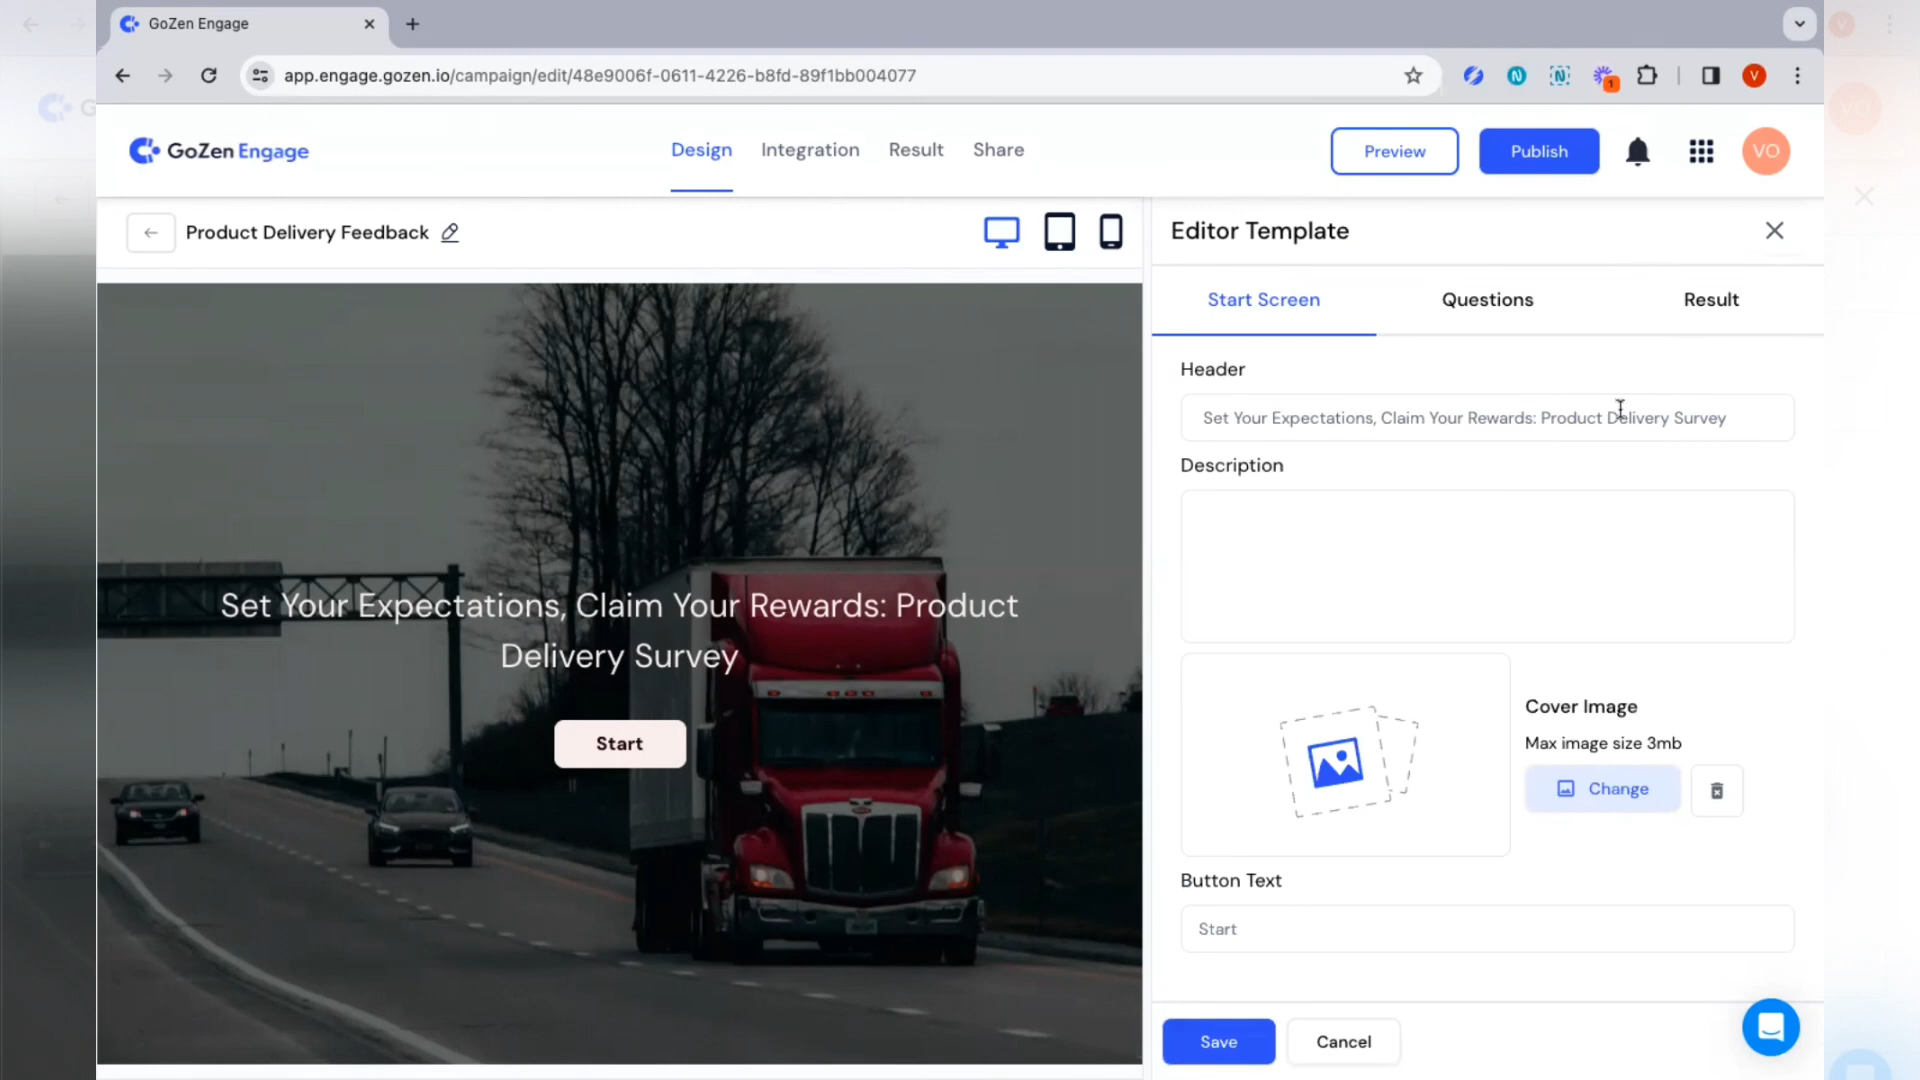 GoZen Engage
app.engage.gozen.io/campaign/edit/48e9006f-0611-4226-b8fd-89f1bb004077
N
N
1
V
GoZen Engage
Design
Integration
Result
Share
Preview
Publish
VO
Product Delivery Feedback
Editor Template
Start Screen
Questions
Result
Header
Set Your Expectations, Claim Your Rewards: Product Delivery Survey
Description
Set Your Expectations, Claim Your Rewards: Product
Delivery Survey
Start
Cover Image
Max image size 3mb
Change
Button Text
Start
Save
Cancel